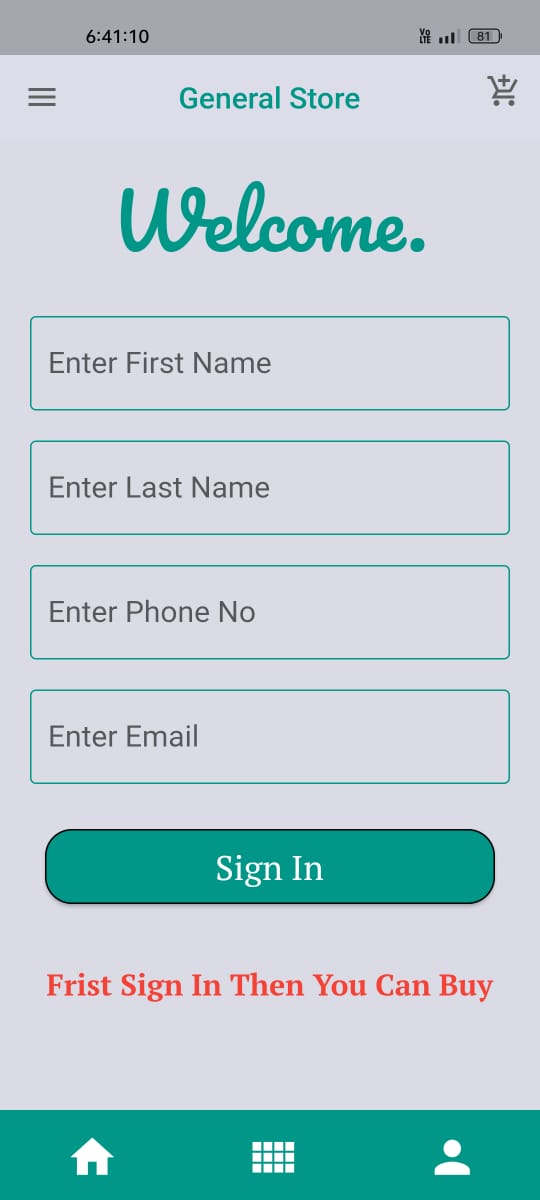 6:41:10
Vo LTE
81
General Store
Welcome.
Enter First Name
Enter Last Name
Enter Phone No
Enter Email
Sign In
Frist Sign In Then You Can Buy